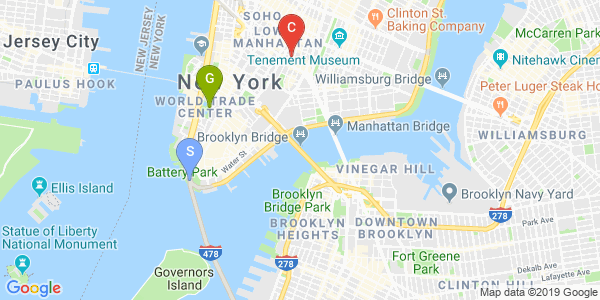 SOHO
C
Clinton St.
Baking Company
McCarren Park
Jersey City
NEW JERSEY
NEW YORK
LOW
MANHATTAN
Tenement Museum
Nitehawk Cinem
PAULUS HOOK
G
New York
Williamsburg Bridge
Peter Luger Steak Ho
WORLD TRADE
CENTER
Brooklyn Bridge
Manhattan Bridge
WILLIAMSBURG
S
Water St
Battery Park
VINEGAR HILL
Ellis Island
Brooklyn
Bridge Park
Brooklyn Navy Yard
278
Park Ave
Statue of Liberty
National Monument
BROOKLYN
HEIGHTS
DOWNTOWN
BROOKLYN
478
278
Fort Greene
Park
Dekalb Ave
Lafayette Ave
Governors
Island
CLINTON HILL
Google
Map data ©2019 Google